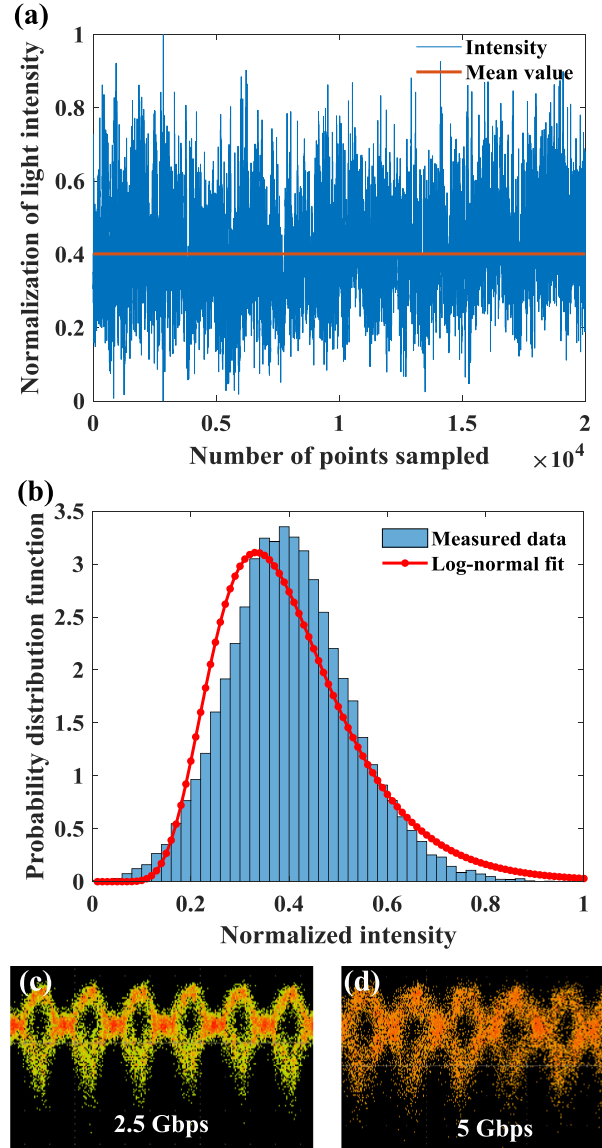 (a)
Normalization of light intensity
1
0.8
0.6
0.4
0.2
0
Intensity
Mean value
0 0.5 1 1.5 2
Number of points sampled
×10^4
(b)
Probability distribution function
3.5
3
2.5
2
1.5
1
0.5
0
Measured data
Log-normal fit
0 0.2 0.4 0.6 0.8 1
Normalized intensity
(c)
2.5 Gbps
(d)
5 Gbps